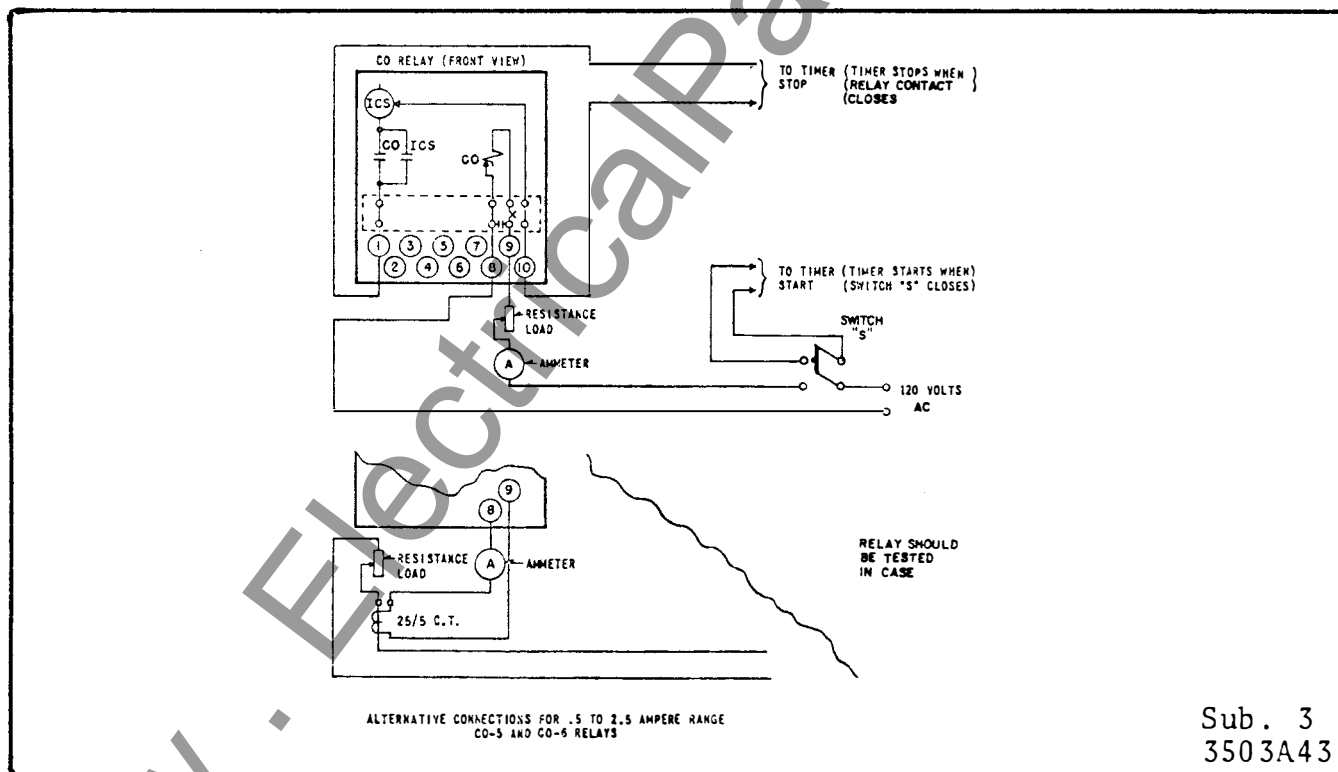 CO RELAY (FRONT VIEW)
ICS
CO ICS
CO
1 3 5 7 9
2 4 6 8 10
TO TIMER (TIMER STOPS WHEN )
STOP (RELAY CONTACT )
(CLOSES
TO TIMER (TIMER STARTS WHEN)
START (SWITCH "S" CLOSES)
RESISTANCE
LOAD
SWITCH
"S"
A AMMETER
120 VOLTS
AC
9
8
RESISTANCE
LOAD
A AMMETER
25/5 C.T.
RELAY SHOULD
BE TESTED
IN CASE
ALTERNATIVE CONNECTIONS FOR .5 TO 2.5 AMPERE RANGE
CO-5 AND CO-6 RELAYS
Sub. 3
3503A43
. ElectricalPa